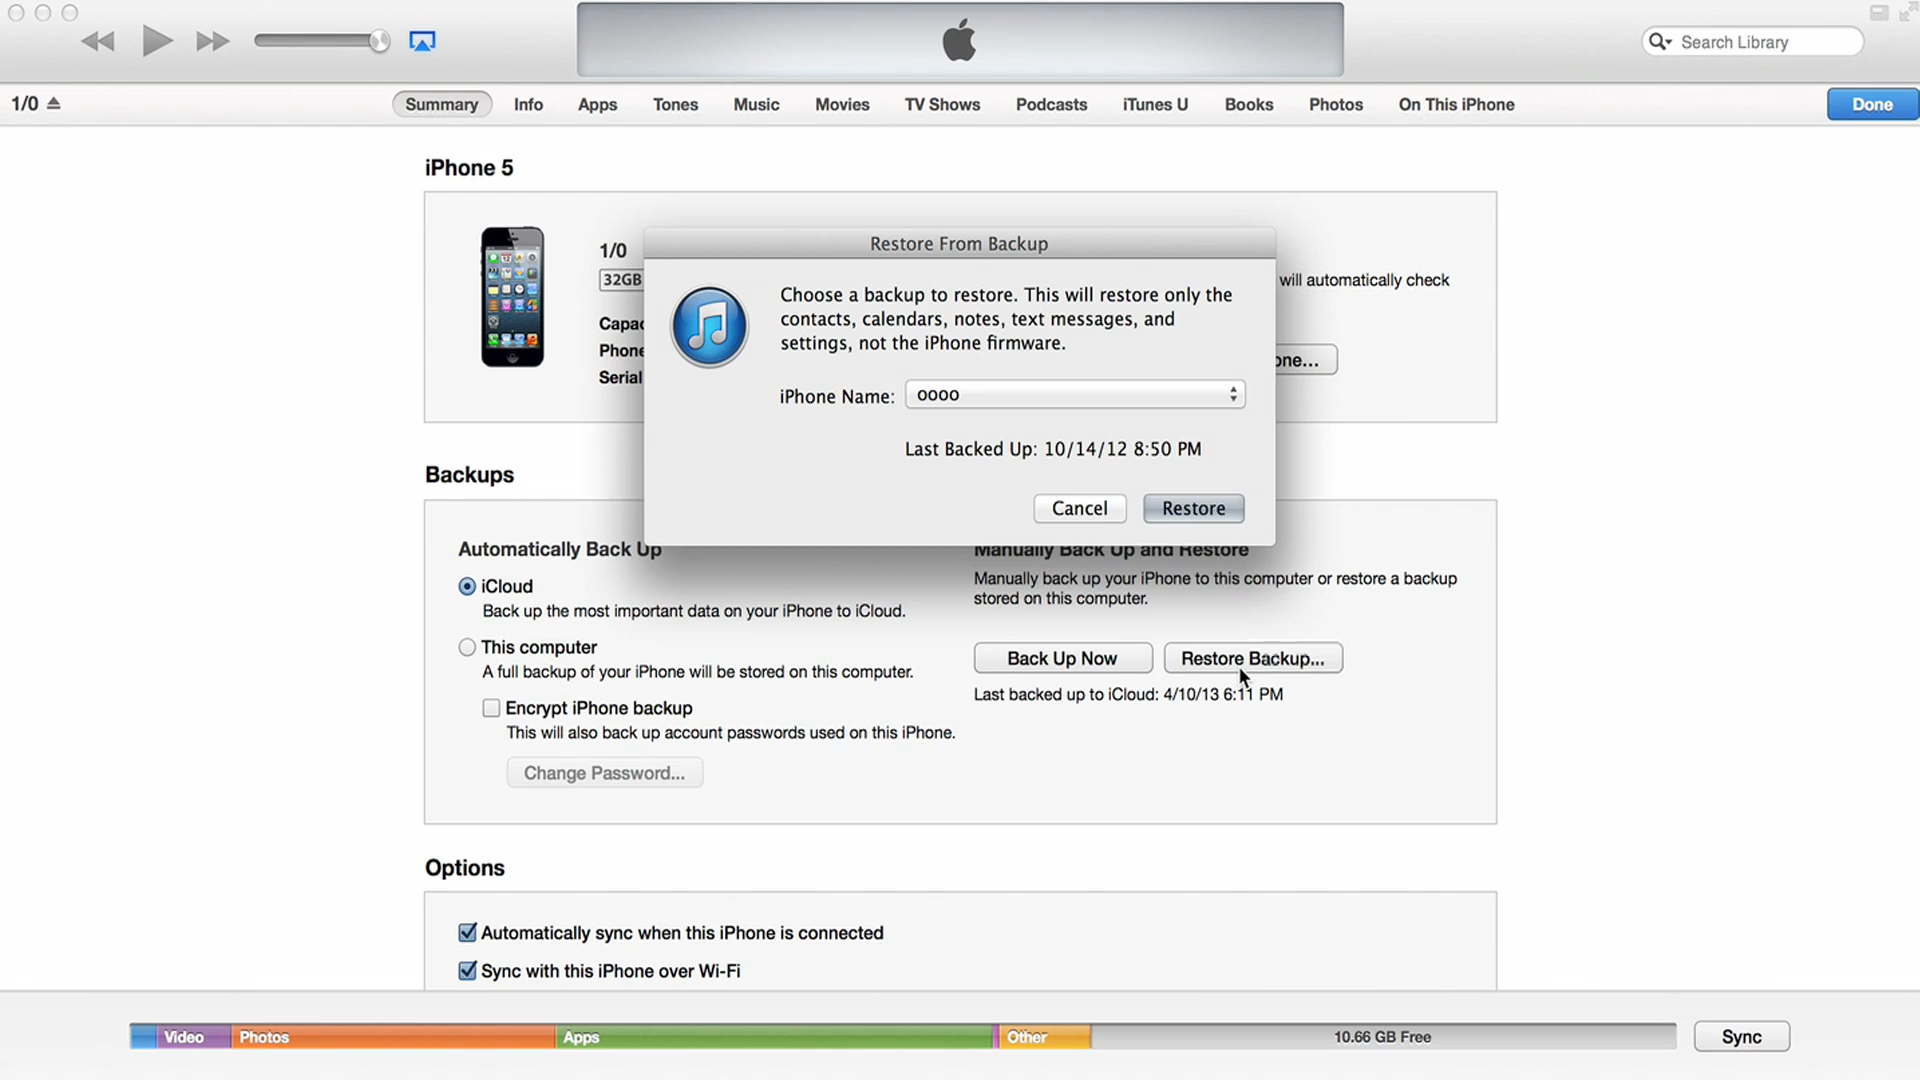 Search Library
1/0
Summary
Info
Apps
Tones
Music
Movies
TV Shows
Podcasts
iTunes U
Books
Photos
On This iPhone
Done
iPhone 5
1/0
32GB
Capac
Phone
Serial
will automatically check
one...
Restore From Backup
Choose a backup to restore. This will restore only the
contacts, calendars, notes, text messages, and
settings, not the iPhone firmware.
iPhone Name: oooo
Last Backed Up: 10/14/12 8:50 PM
Cancel
Restore
Backups
Automatically Back Up
iCloud
Back up the most important data on your iPhone to iCloud.
This computer
A full backup of your iPhone will be stored on this computer.
Encrypt iPhone backup
This will also back up account passwords used on this iPhone.
Change Password...
Manually Back Up and Restore
Manually back up your iPhone to this computer or restore a backup
stored on this computer.
Back Up Now
Restore Backup...
Last backed up to iCloud: 4/10/13 6:11 PM
Options
Automatically sync when this iPhone is connected
Sync with this iPhone over Wi-Fi
Video
Photos
Apps
Other
10.66 GB Free
Sync